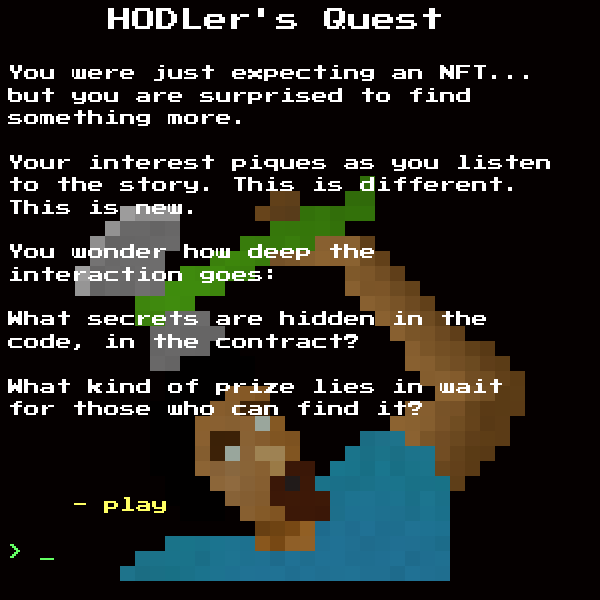 HODLer's Quest
You were just expecting an NFT...
but you are surprised to find
something more.
Your interest piques as you listen
to the story. This is different.
This is new.
You wonder how deep the
interaction goes:
What secrets are hidden in the
code, in the contract?
What kind of prize lies in wait
for those who can find it?
- play
> _